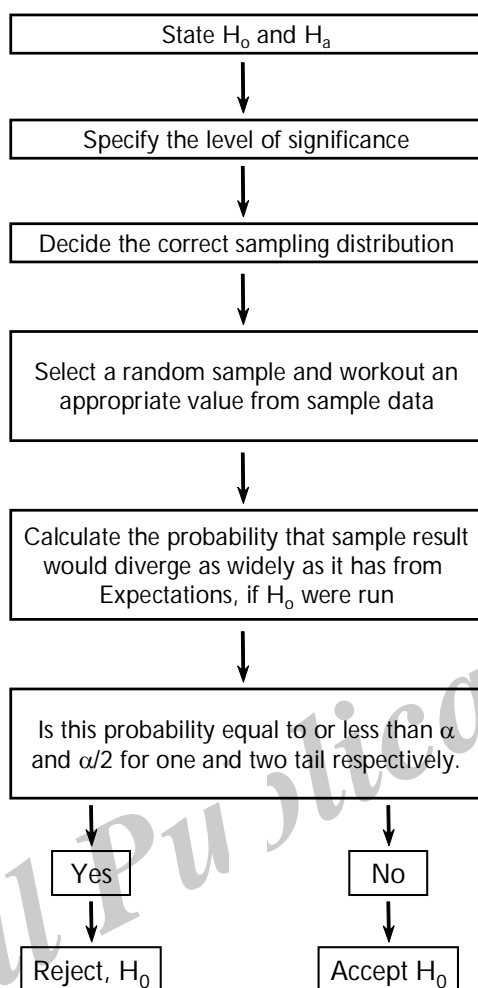 State Hₒ and Hₐ
Specify the level of significance
Decide the correct sampling distribution
Select a random sample and workout an
appropriate value from sample data
Calculate the probability that sample result
would diverge as widely as it has from
Expectations, if Hₒ were run
Is this probability equal to or less than α
and α/2 for one and two tail respectively.
Yes
No
Reject, H₀
Accept H₀